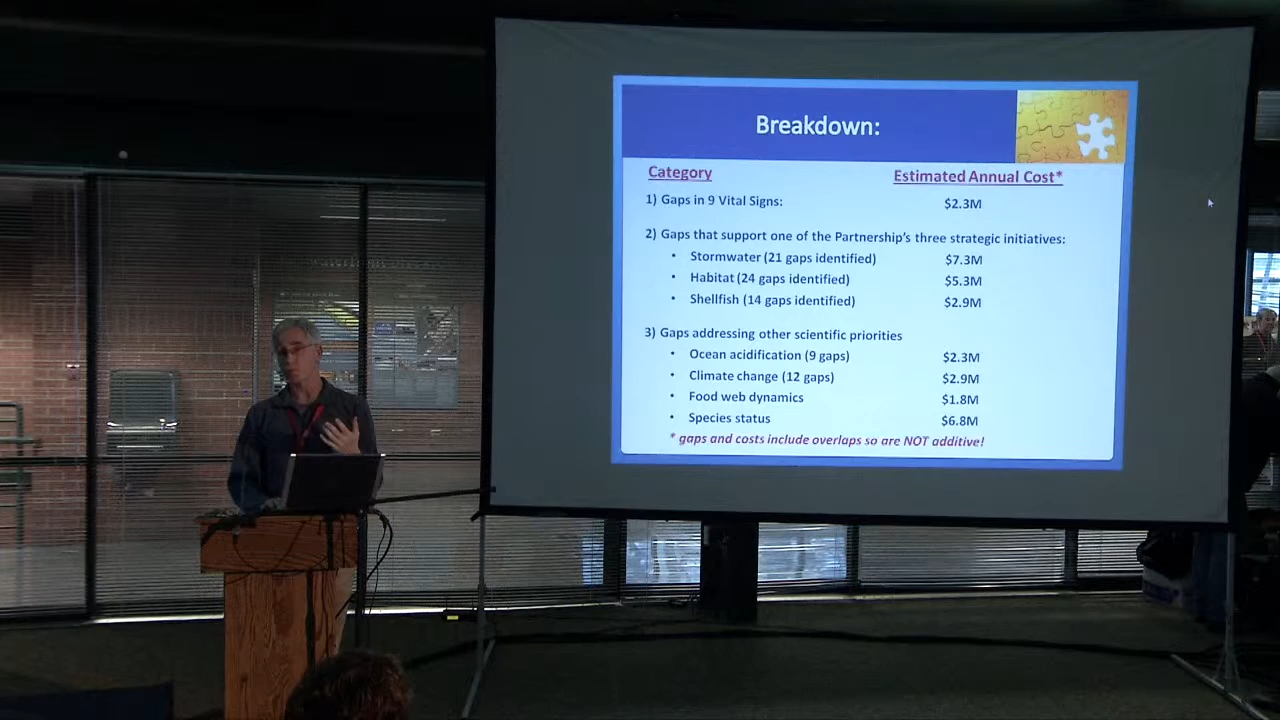 Breakdown:
Category Estimated Annual Cost*
1) Gaps in 9 Vital Signs: $2.3M
2) Gaps that support one of the Partnership's three strategic initiatives:
• Stormwater (21 gaps identified) $7.3M
• Habitat (24 gaps identified) $5.3M
• Shellfish (14 gaps identified) $2.9M
3) Gaps addressing other scientific priorities
• Ocean acidification (9 gaps) $2.3M
• Climate change (12 gaps) $2.9M
• Food web dynamics $1.8M
• Species status $6.8M
* gaps and costs include overlaps so are NOT additive!